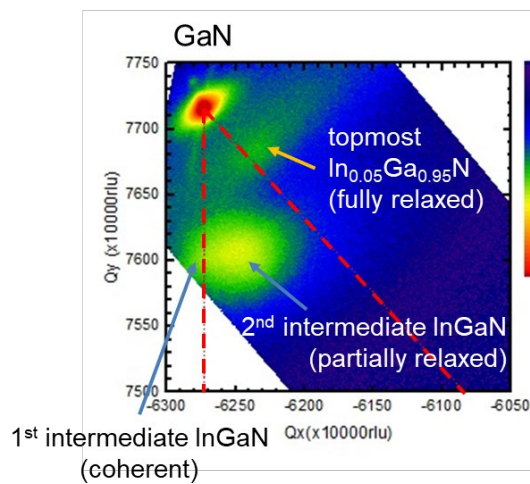 GaN
7750
7700
7650
7600
7550
7500
Qy (x10000rlu)
topmost
In0.05Ga0.95N
(fully relaxed)
2nd intermediate InGaN
(partially relaxed)
-6300
-6250
-6200
-6150
-6100
-6050
Qx(x10000rlu)
1st intermediate InGaN
(coherent)